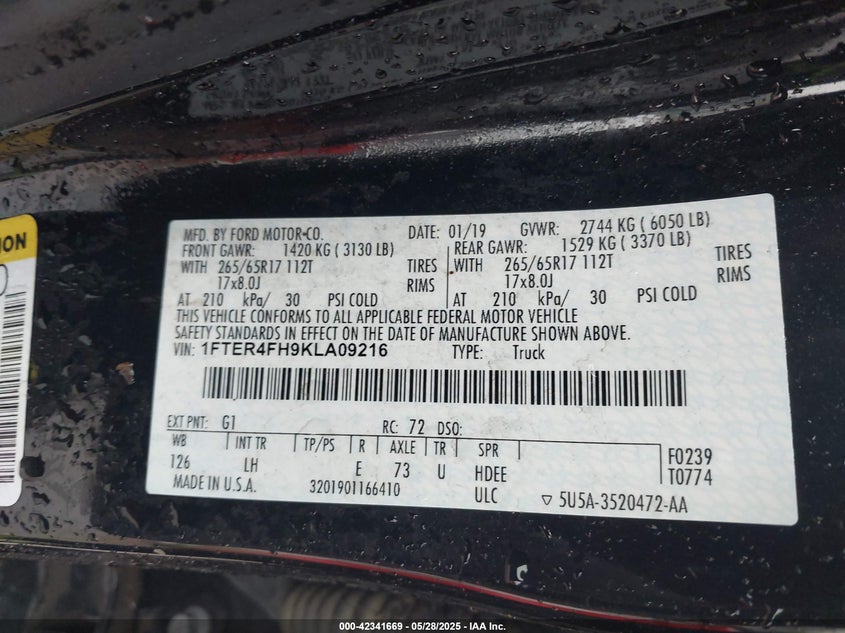 MFD. BY FORD MOTOR CO. DATE: 01/19 GVWR: 2744 KG ( 6050 LB)
FRONT GAWR: 1420 KG ( 3130 LB) REAR GAWR: 1529 KG ( 3370 LB)
WITH 265/65R17 112T TIRES WITH 265/65R17 112T TIRES
17x8.0J RIMS 17x8.0J RIMS
AT 210 kPa/ 30 PSI COLD AT 210 kPa/ 30 PSI COLD
THIS VEHICLE CONFORMS TO ALL APPLICABLE FEDERAL MOTOR VEHICLE
SAFETY STANDARDS IN EFFECT ON THE DATE OF MANUFACTURE SHOWN ABOVE.
VIN: 1FTER4FH9KLA09216 TYPE: Truck
EXT PNT: G1 RC: 72 DSO:
WB INT TR TP/PS R AXLE TR SPR F0239
126 LH E 73 U HDEE T0774
MADE IN U.S.A. 3201901166410 ULC ▽ 5U5A-3520472-AA
ION
000-42341669 — 05/28/2025 — IAA Inc.